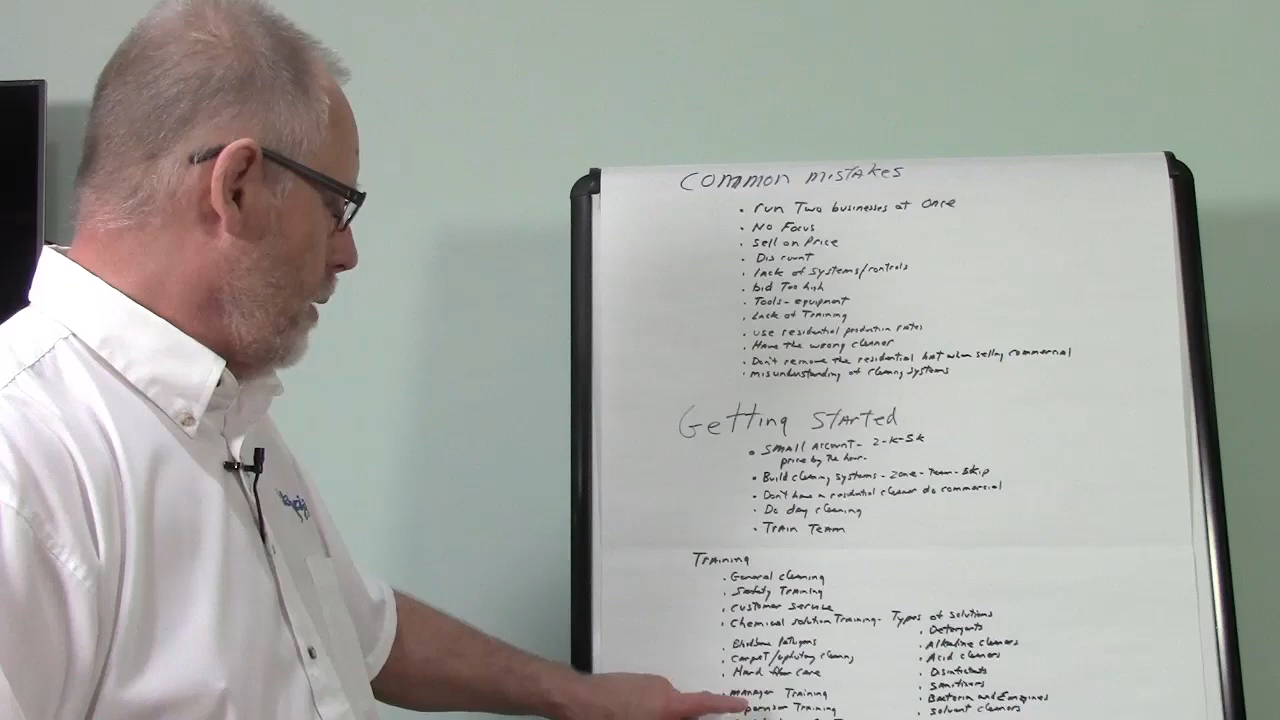 Common mistakes
• run Two businesses at Once
• No Focus
• Sell on Price
• Discount
• lack of Systems/controls
• bid Too high
• Tools - equipment
• Lack of Training
• use residential production rates
• Have the wrong cleaner
• Don't remove the residential hat when selling commercial
• misunderstanding of cleaning systems
Getting Started
• SMALL Account - 2-K-5K
price by the hour.
• Build cleaning systems - Zone - Team - Skip
• Don't have a residential cleaner do commercial
• Do day cleaning
• Train Team
Training
• General cleaning
• Safety Training
• Customer Service
• Chemical solution Training - Types of solutions
• Detergents
• Alkaline cleaners
• Acid cleaners
• Disinfectants
• Sanitizers
• Bacteria and Enzymes
• Solvent cleaners
• Carpet/upholstery cleaning
• Hard floor care
• Manager Training
Training